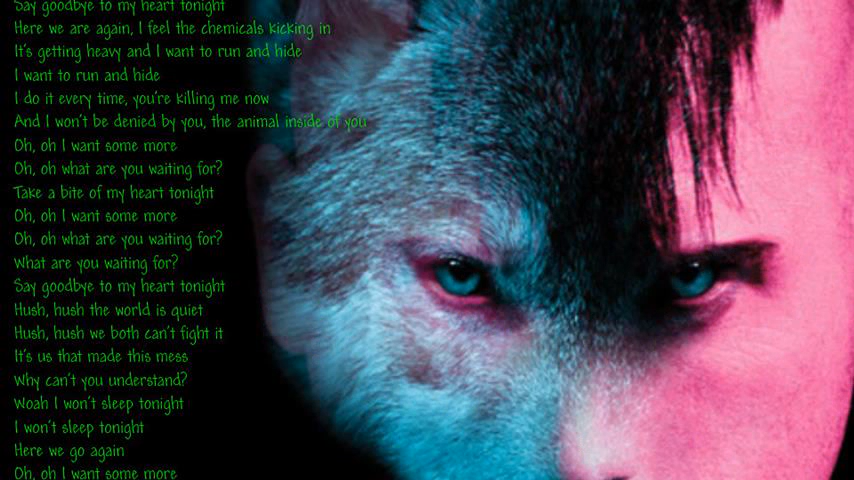 Say goodbye to my heart tonight
Here we are again, I feel the chemicals kicking in
It's getting heavy and I want to run and hide
I want to run and hide
I do it every time, you're killing me now
And I won't be denied by you, the animal inside of you
Oh, oh I want some more
Oh, oh what are you waiting for?
Take a bite of my heart tonight
Oh, oh I want some more
Oh, oh what are you waiting for?
What are you waiting for?
Say goodbye to my heart tonight
Hush, hush the world is quiet
Hush, hush we both can't fight it
It's us that made this mess
Why can't you understand?
Woah I won't sleep tonight
I won't sleep tonight
Here we go again
Oh, oh I want some more